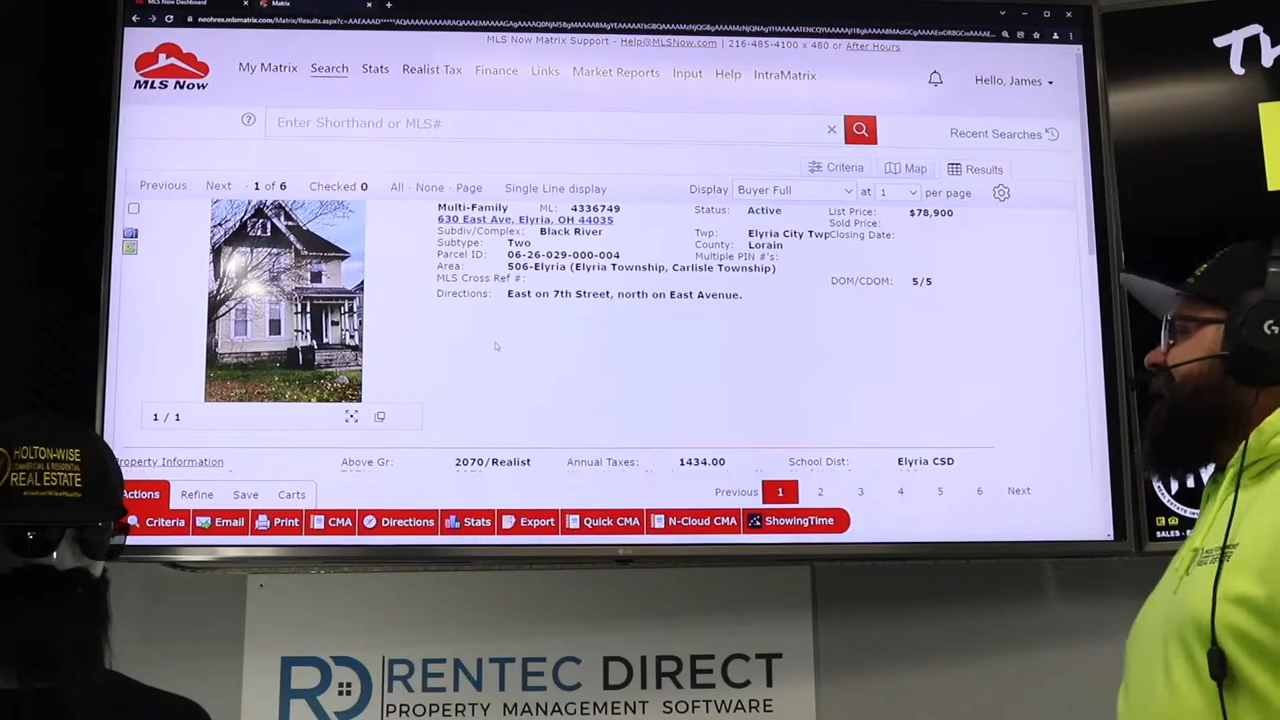 MLS Now Dashboard
Matrix
MLS Now Matrix Support - Help@MLSNow.com | 216-485-4100 x 480 or After Hours
MLS Now
My Matrix Search Stats Realist Tax Finance Links Market Reports Input Help IntraMatrix
Hello, James
Enter Shorthand or MLS#
Recent Searches
Criteria Map Results
Previous Next · 1 of 6 Checked 0 All · None · Page Single Line display Display Buyer Full at 1 per page
Multi-Family ML: 4336749 Status: Active List Price: $78,900
630 East Ave, Elyria, OH 44035 Sold Price:
Subdiv/Complex: Black River Twp: Elyria City Twp Closing Date:
Subtype: Two County: Lorain
Parcel ID: 06-26-029-000-004 Multiple PIN #'s:
Area: 506-Elyria (Elyria Township, Carlisle Township)
MLS Cross Ref #: DOM/CDOM: 5/5
Directions: East on 7th Street, north on East Avenue.
1 / 1
Property Information Above Gr: 2070/Realist Annual Taxes: 1434.00 School Dist: Elyria CSD
Actions Refine Save Carts Previous 1 2 3 4 5 6 Next
Criteria Email Print CMA Directions Stats Export Quick CMA N-Cloud CMA ShowingTime
HOLTON-WISE
COMMERCIAL & RESIDENTIAL
REAL ESTATE
RD RENTEC DIRECT
PROPERTY MANAGEMENT SOFTWARE